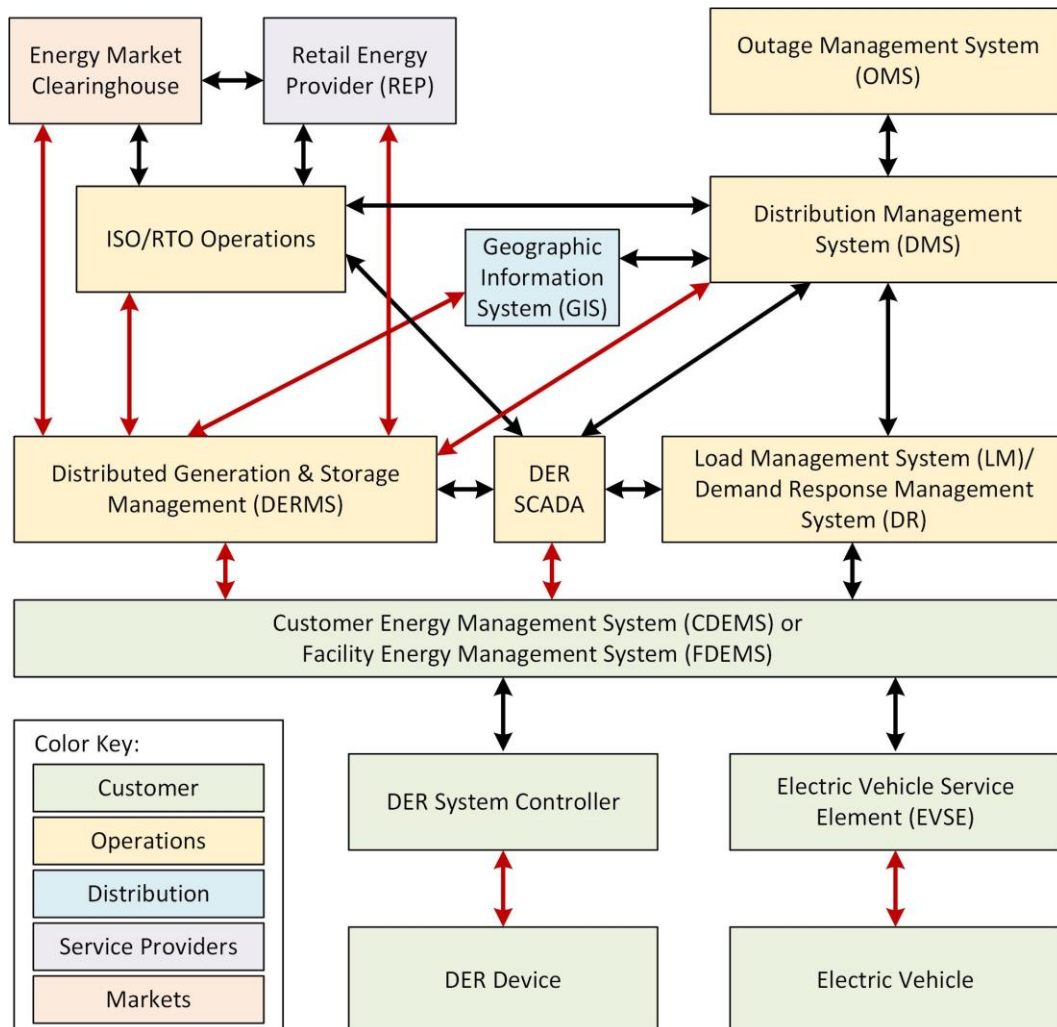 Energy Market
Clearinghouse
Retail Energy
Provider (REP)
Outage Management System
(OMS)
ISO/RTO Operations
Geographic
Information
System (GIS)
Distribution Management
System (DMS)
Distributed Generation & Storage
Management (DERMS)
DER
SCADA
Load Management System (LM)/
Demand Response Management
System (DR)
Customer Energy Management System (CDEMS) or
Facility Energy Management System (FDEMS)
Color Key:
Customer
Operations
Distribution
Service Providers
Markets
DER System Controller
Electric Vehicle Service
Element (EVSE)
DER Device
Electric Vehicle